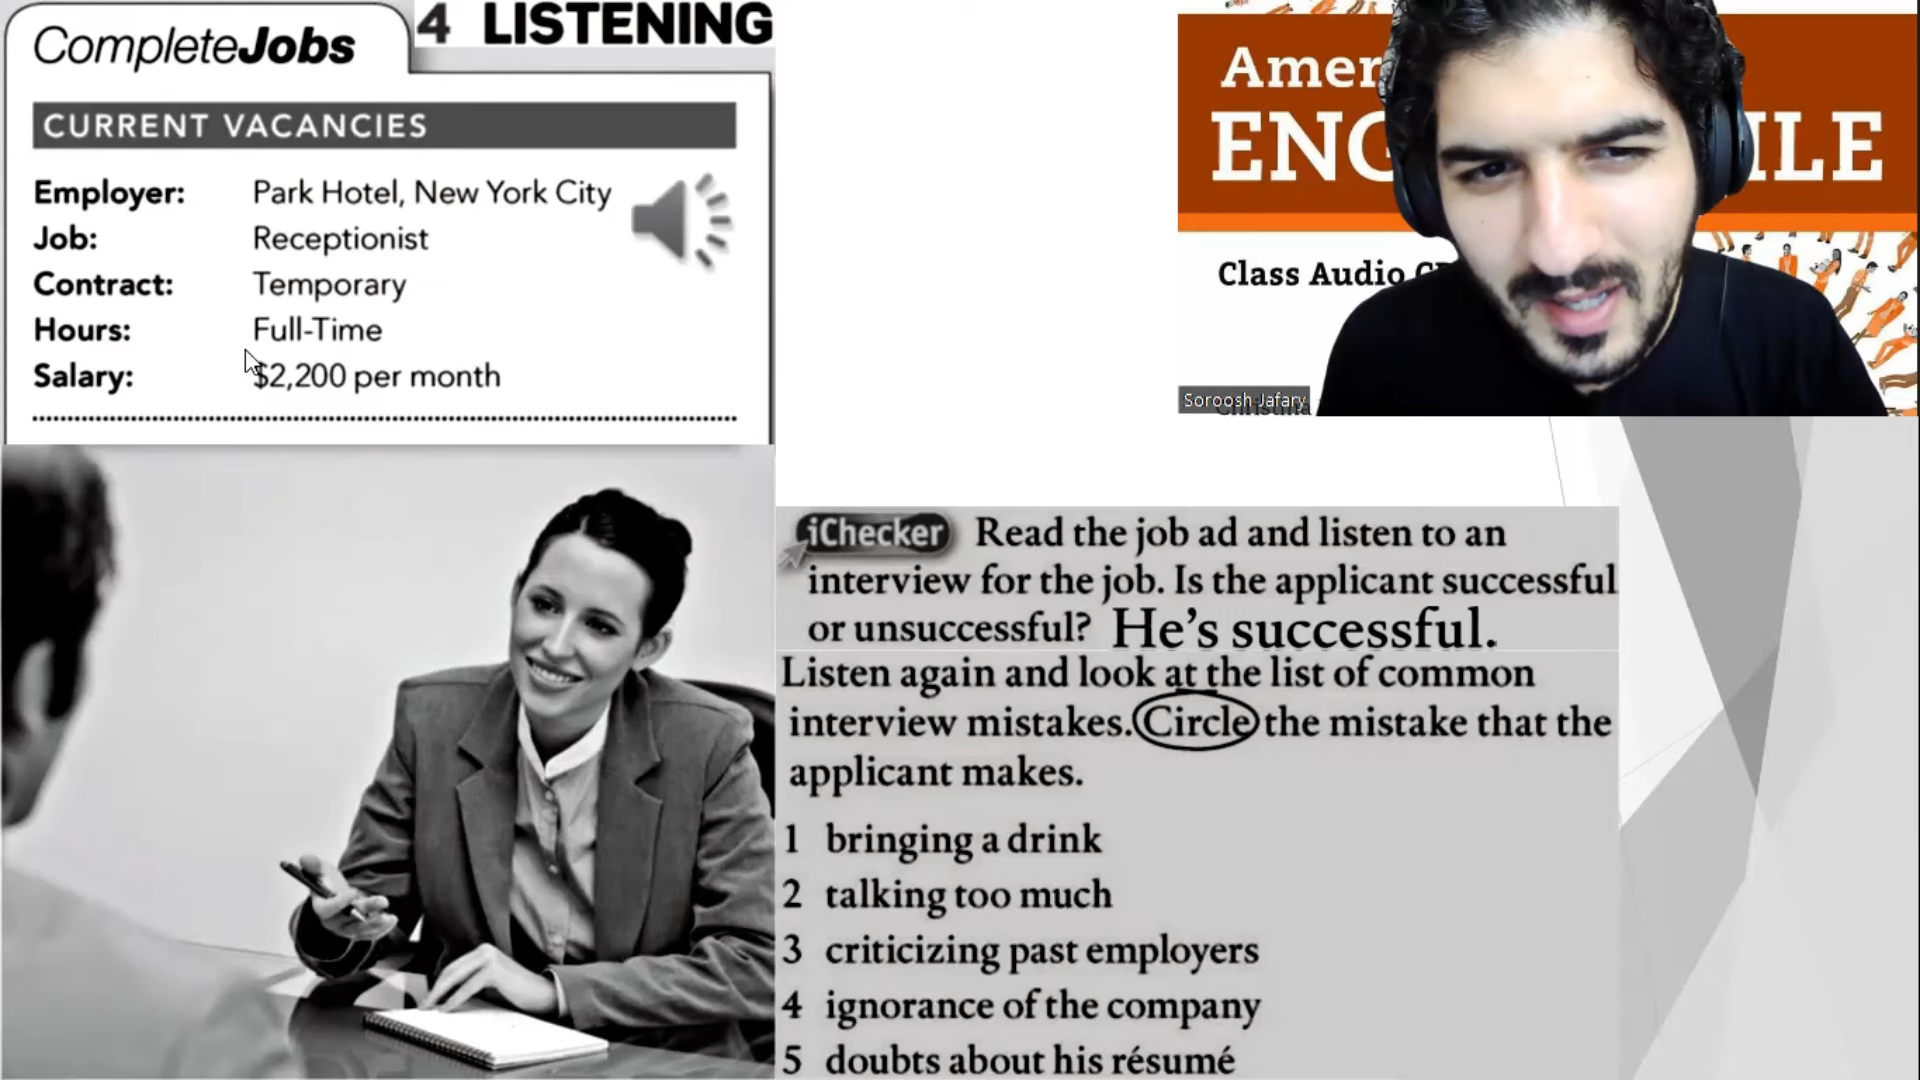 CompleteJobs
4 LISTENING
CURRENT VACANCIES
Employer: Park Hotel, New York City
Job: Receptionist
Contract: Temporary
Hours: Full-Time
Salary: $2,200 per month
Class Audio
Soroosh Jafary
iChecker Read the job ad and listen to an
interview for the job. Is the applicant successful
or unsuccessful? He's successful.
Listen again and look at the list of common
interview mistakes. Circle the mistake that the
applicant makes.
1 bringing a drink
2 talking too much
3 criticizing past employers
4 ignorance of the company
5 doubts about his résumé